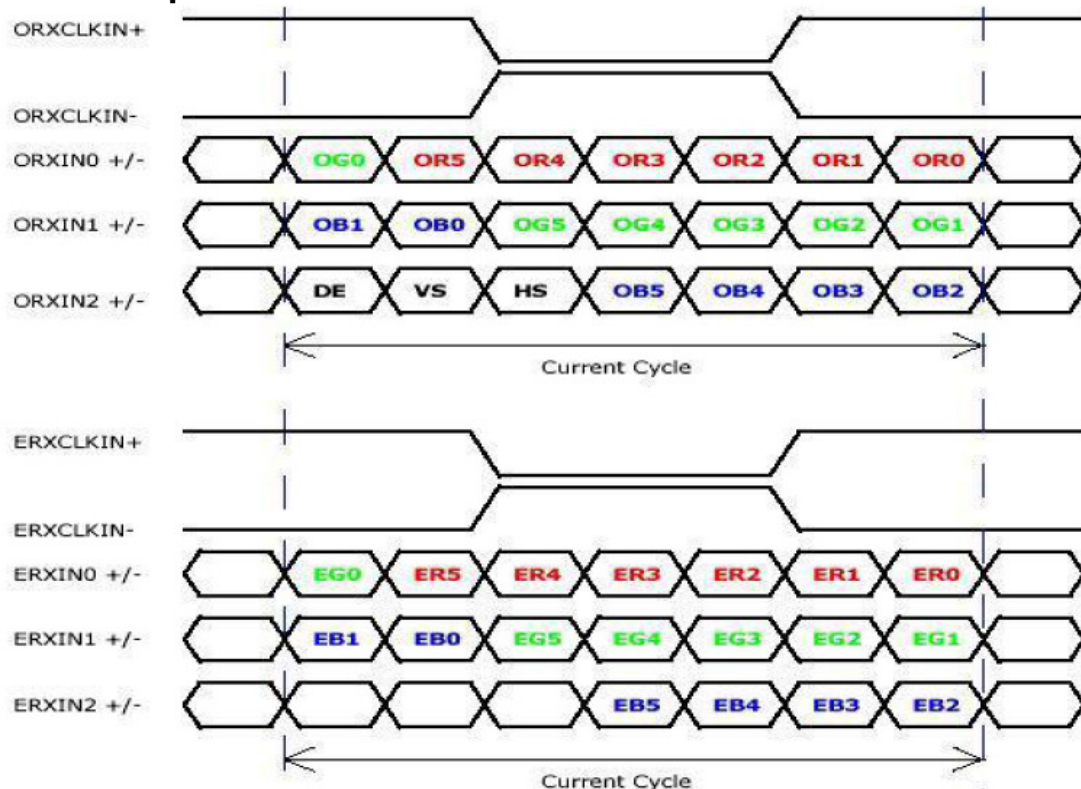 ORXCLKIN+
ORXCLKIN-
ORXIN0 +/- OG0 OR5 OR4 OR3 OR2 OR1 OR0
ORXIN1 +/- OB1 OB0 OG5 OG4 OG3 OG2 OG1
ORXIN2 +/- DE VS HS OB5 OB4 OB3 OB2
Current Cycle
ERXCLKIN+
ERXCLKIN-
ERXIN0 +/- EG0 ER5 ER4 ER3 ER2 ER1 ER0
ERXIN1 +/- EB1 EB0 EG5 EG4 EG3 EG2 EG1
ERXIN2 +/- EB5 EB4 EB3 EB2
Current Cycle